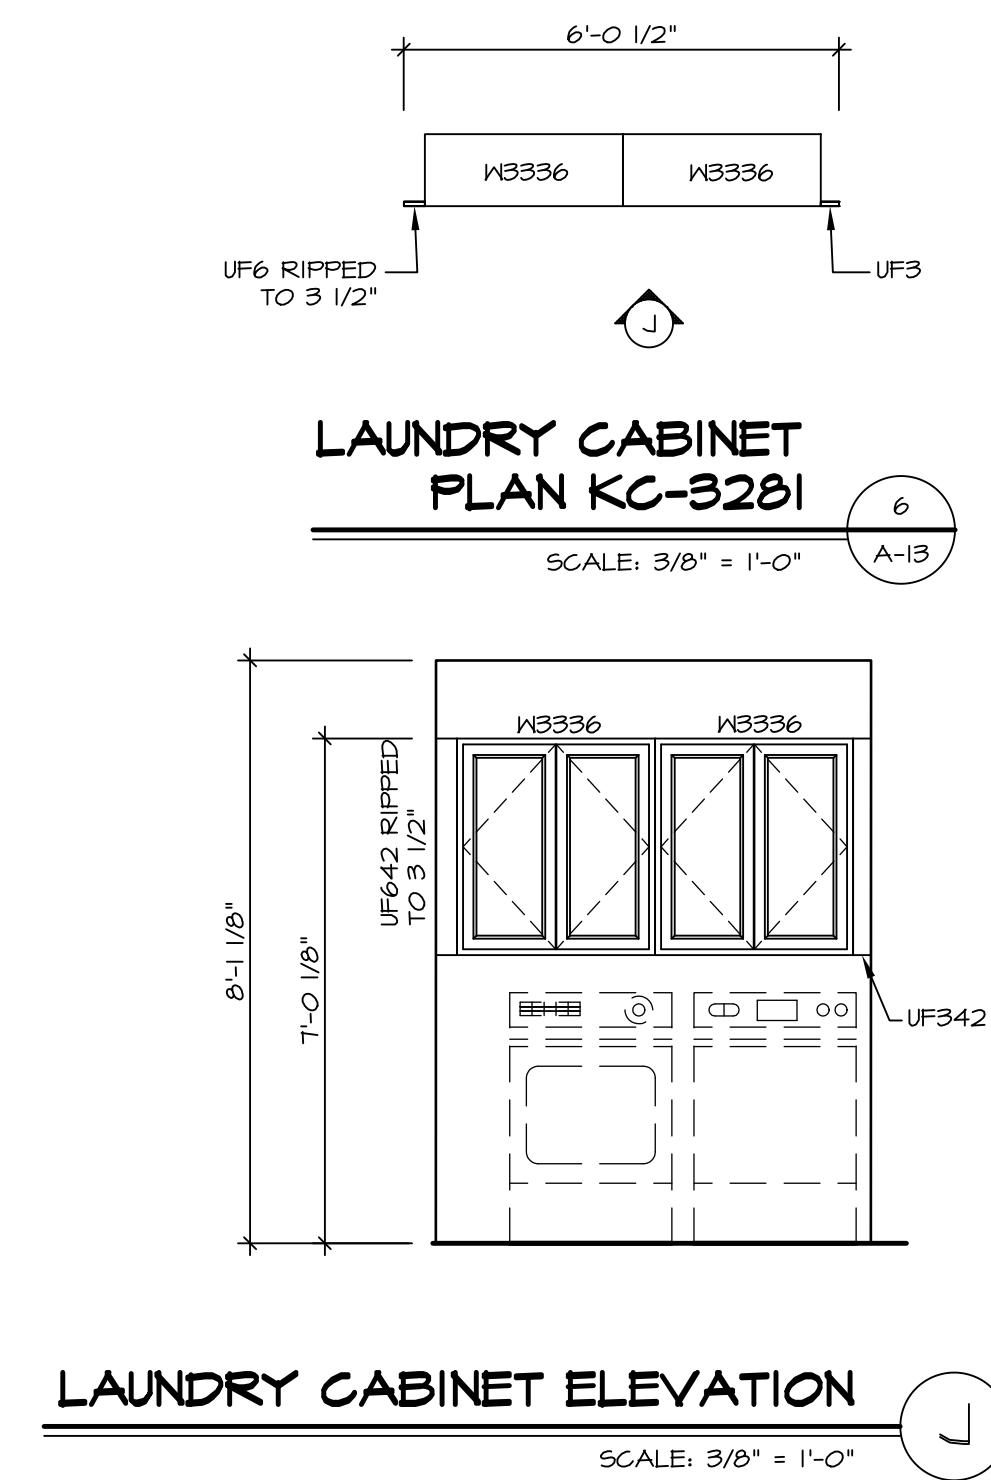 6'-0 1/2"
W3336
W3336
UF6 RIPPED
TO 3 1/2"
UF3
J
LAUNDRY CABINET
PLAN KC-3281
6
A-13
SCALE: 3/8" = 1'-0"
W3336
W3336
UF642 RIPPED
TO 3 1/2"
8'-1 1/8"
7'-0 1/8"
UF342
LAUNDRY CABINET ELEVATION
J
SCALE: 3/8" = 1'-0"